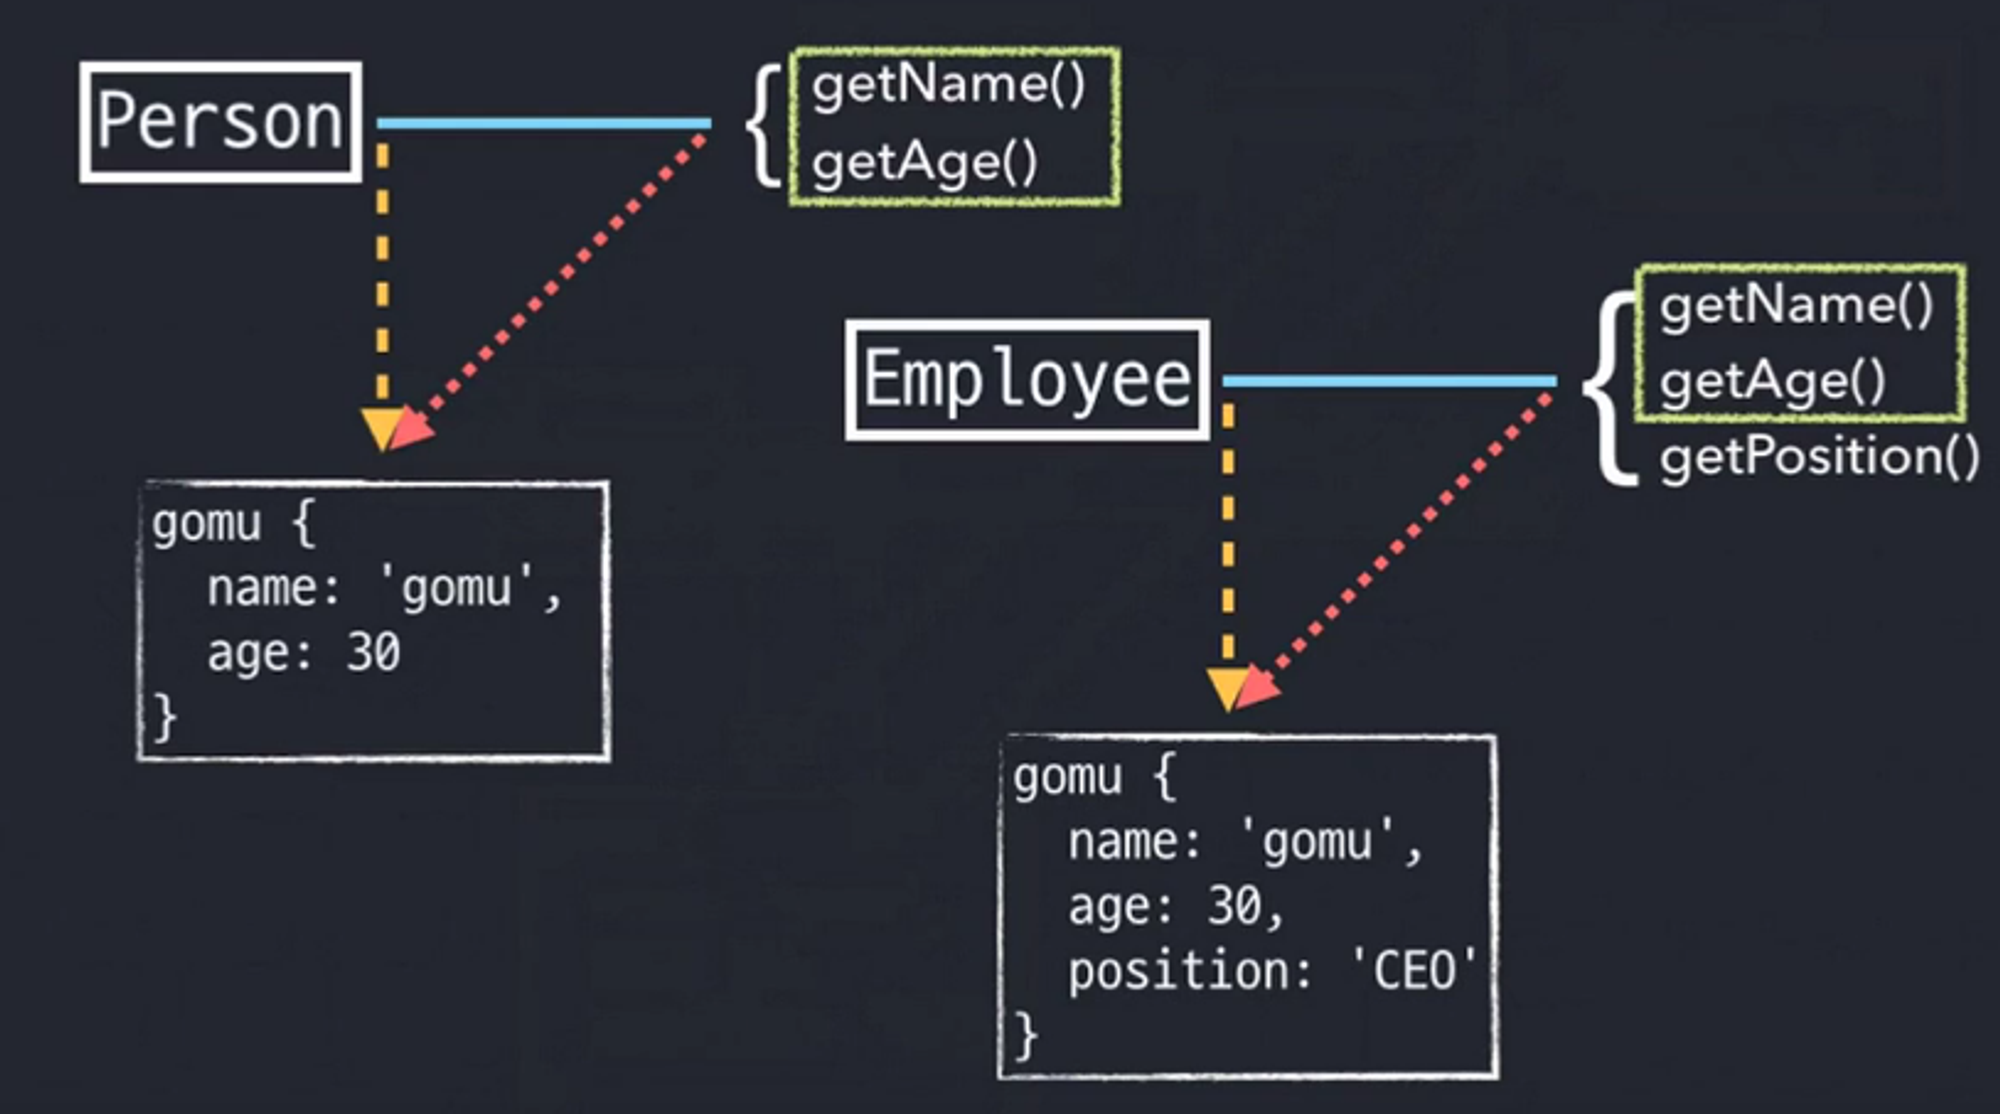 Person
{ getName()
getAge()
Employee
{ getName()
getAge()
getPosition()
gomu {
name: 'gomu',
age: 30
}
gomu {
name: 'gomu',
age: 30,
position: 'CEO'
}